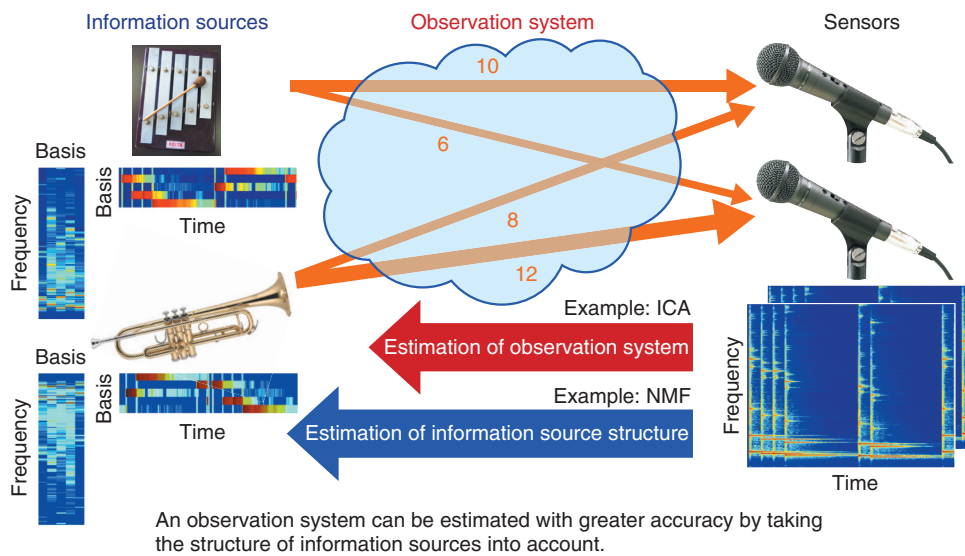 Information sources
Observation system
Sensors
10
6
8
12
Basis
Frequency
Basis
Time
Basis
Frequency
Basis
Time
Example: ICA
Estimation of observation system
Example: NMF
Estimation of information source structure
Frequency
Time
An observation system can be estimated with greater accuracy by taking
the structure of information sources into account.